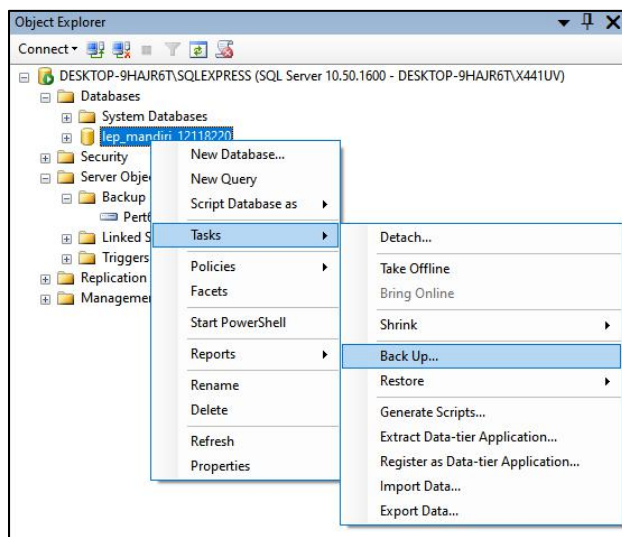 Object Explorer
Connect
DESKTOP-9HAJR6T\SQLEXPRESS (SQL Server 10.50.1600 - DESKTOP-9HAJR6T\X441UV)
Databases
System Databases
lep_mandiri_12118220
Security
Server Obje
Backup
Pert
Linked S
Triggers
Replication
Manageme
New Database...
New Query
Script Database as
Tasks
Policies
Facets
Start PowerShell
Reports
Rename
Delete
Refresh
Properties
Detach...
Take Offline
Bring Online
Shrink
Back Up...
Restore
Generate Scripts...
Extract Data-tier Application...
Register as Data-tier Application...
Import Data...
Export Data...